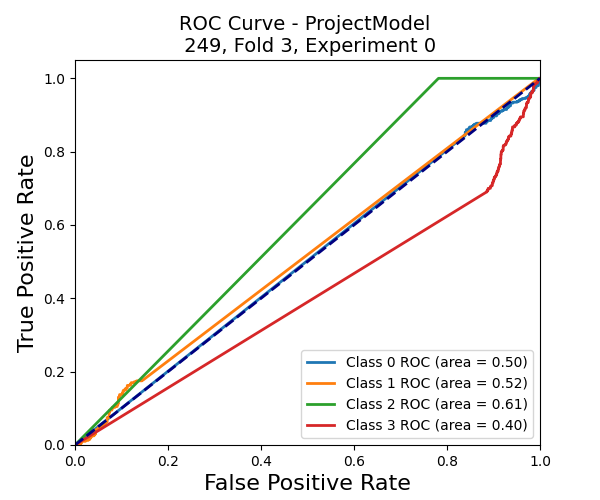 ROC Curve - ProjectModel
249, Fold 3, Experiment 0
True Positive Rate
1.0
0.8
0.6
0.4
0.2
0.0
Class 0 ROC (area = 0.50)
Class 1 ROC (area = 0.52)
Class 2 ROC (area = 0.61)
Class 3 ROC (area = 0.40)
0.0 0.2 0.4 0.6 0.8 1.0
False Positive Rate